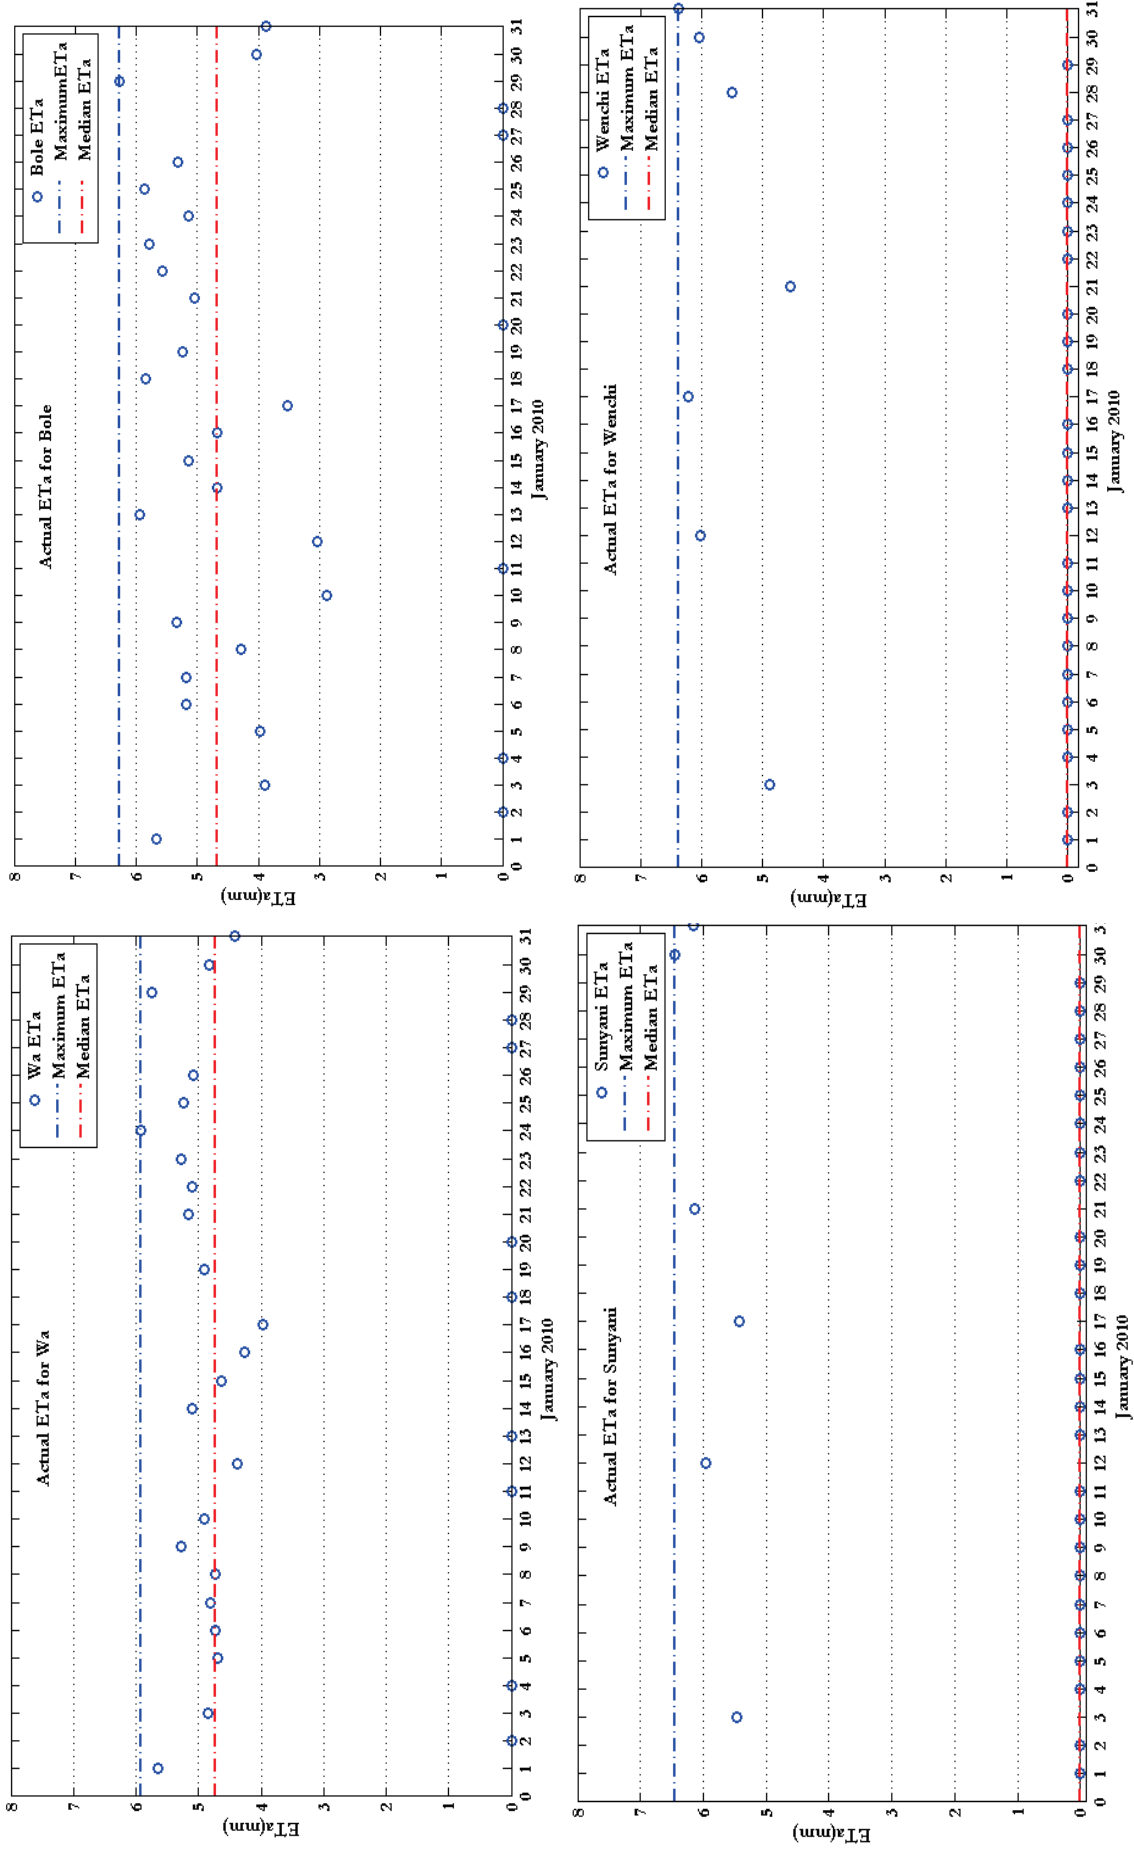 Actual ETa for Wa
Wa ETa
Maximum ETa
Median ETa
8
7
6
5
4
3
2
1
0
ETa(mm)
0 1 2 3 4 5 6 7 8 9 10 11 12 13 14 15 16 17 18 19 20 21 22 23 24 25 26 27 28 29 30 31
January 2010
Actual ETa for Bole
Bole ETa
MaximumETa
Median ETa
8
7
6
5
4
3
2
1
0
ETa(mm)
0 1 2 3 4 5 6 7 8 9 10 11 12 13 14 15 16 17 18 19 20 21 22 23 24 25 26 27 28 29 30 31
January 2010
Actual ETa for Sunyani
Sunyani ETa
Maximum ETa
Median ETa
8
7
6
5
4
3
2
1
0
ETa(mm)
0 1 2 3 4 5 6 7 8 9 10 11 12 13 14 15 16 17 18 19 20 21 22 23 24 25 26 27 28 29 30 3
January 2010
Actual ETa for Wenchi
Wenchi ETa
Maximum ETa
Median ETa
8
7
6
5
4
3
2
1
0
ETa(mm)
0 1 2 3 4 5 6 7 8 9 10 11 12 13 14 15 16 17 18 19 20 21 22 23 24 25 26 27 28 29 30 31
January 2010